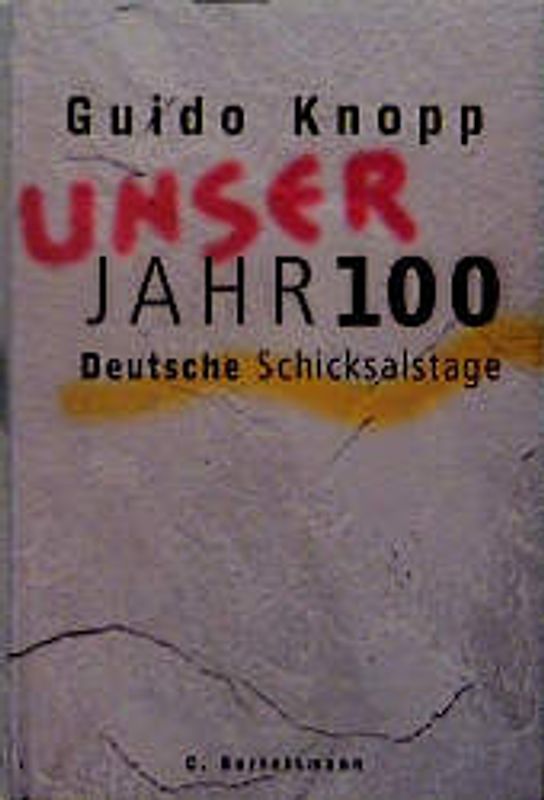 Guido Knopp
UNSER
JAHR100
Deutsche Schicksalstage
C. Bertelsmann